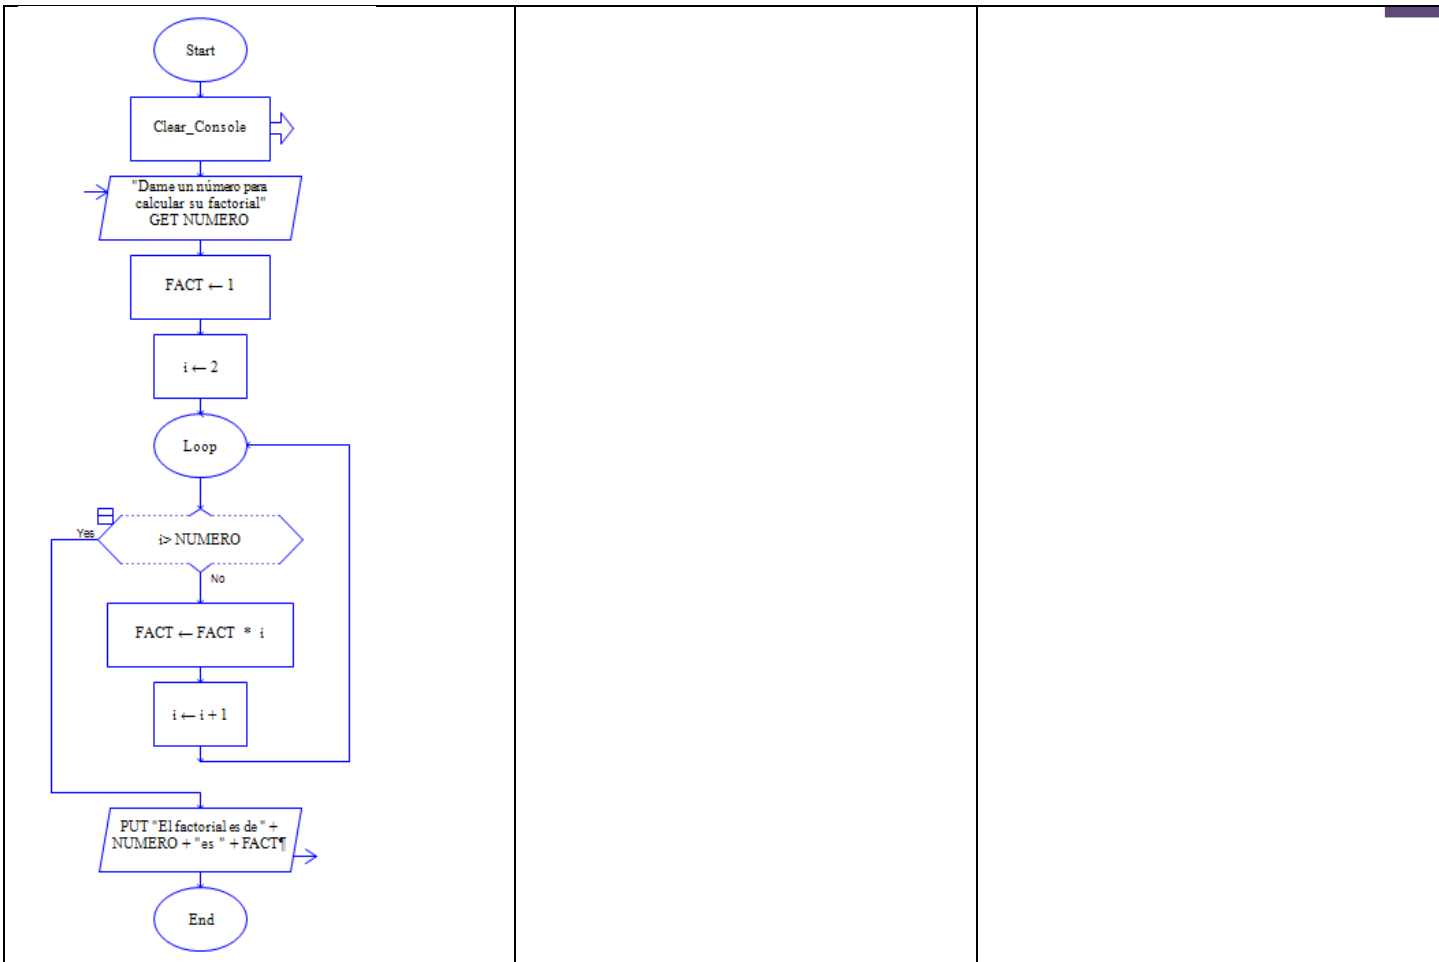 Start
Clear_Console
"Dame un número para
calcular su factorial"
GET NUMERO
FACT ← 1
i ← 2
Loop
Yes
i> NUMERO
No
FACT ← FACT * i
i ← i + 1
PUT "El factorial es de " +
NUMERO + "es " + FACT¶
End